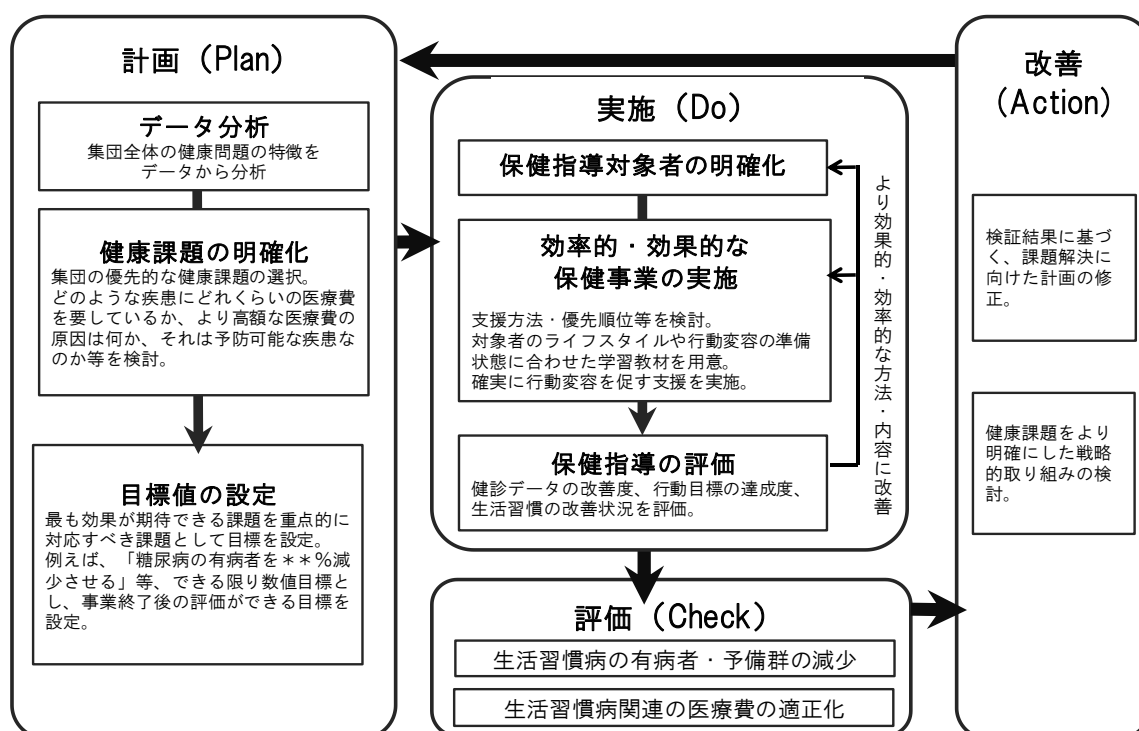 計画（Plan）
データ分析
集団全体の健康問題の特徴を
データから分析
健康課題の明確化
集団の優先的な健康課題の選択。
どのような疾患にどれくらいの医療費
を要しているか、より高額な医療費の
原因は何か、それは予防可能な疾患な
のか等を検討。
目標値の設定
最も効果が期待できる課題を重点的に
対応すべき課題として目標を設定。
例えば、「糖尿病の有病者を＊＊％減
少させる」等、できる限り数値目標と
し、事業終了後の評価ができる目標を
設定。
実施（Do）
保健指導対象者の明確化
効率的・効果的な
保健事業の実施
支援方法・優先順位等を検討。
対象者のライフスタイルや行動変容の準備
状態に合わせた学習教材を用意。
確実に行動変容を促す支援を実施。
保健指導の評価
健診データの改善度、行動目標の達成度、
生活習慣の改善状況を評価。
より効果的・効率的な方法・内容に改善
評価（Check）
生活習慣病の有病者・予備群の減少
生活習慣病関連の医療費の適正化
改善
（Action）
検証結果に基づ
く、課題解決に
向けた計画の修
正。
健康課題をより
明確にした戦略
的取り組みの検
討。